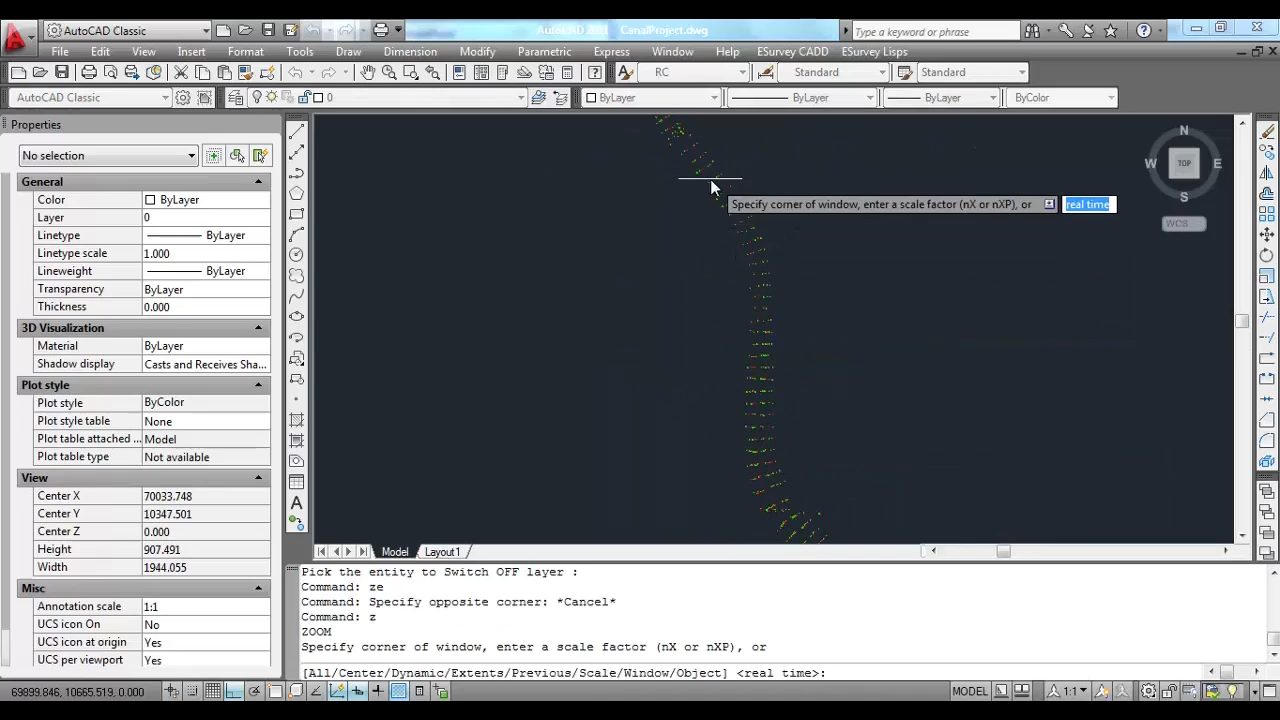 AutoCAD Classic
AutoCAD 2011 CanalProject.dwg
Type a keyword or phrase
File Edit View Insert Format Tools Draw Dimension Modify Parametric Express Window Help ESurvey CADD ESurvey Lisps
RC Standard Standard
AutoCAD Classic 0 ByLayer ByLayer ByLayer ByColor
Properties
No selection
General
Color ByLayer
Layer 0
Linetype ByLayer
Linetype scale 1.000
Lineweight ByLayer
Transparency ByLayer
Thickness 0.000
3D Visualization
Material ByLayer
Shadow display Casts and Receives Sha...
Plot style
Plot style ByColor
Plot style table None
Plot table attached ... Model
Plot table type Not available
View
Center X 70033.748
Center Y 10347.501
Center Z 0.000
Height 907.491
Width 1944.055
Misc
Annotation scale 1:1
UCS icon On No
UCS icon at origin Yes
UCS per viewport Yes
N
W TOP E
S
WCS
Specify corner of window, enter a scale factor (nX or nXP), or real time
Model Layout1
Pick the entity to Switch OFF layer :
Command: ze
Command: Specify opposite corner: *Cancel*
Command: z
ZOOM
Specify corner of window, enter a scale factor (nX or nXP), or
[All/Center/Dynamic/Extents/Previous/Scale/Window/Object] <real time>:
69899.846, 10665.519, 0.000 MODEL 1:1